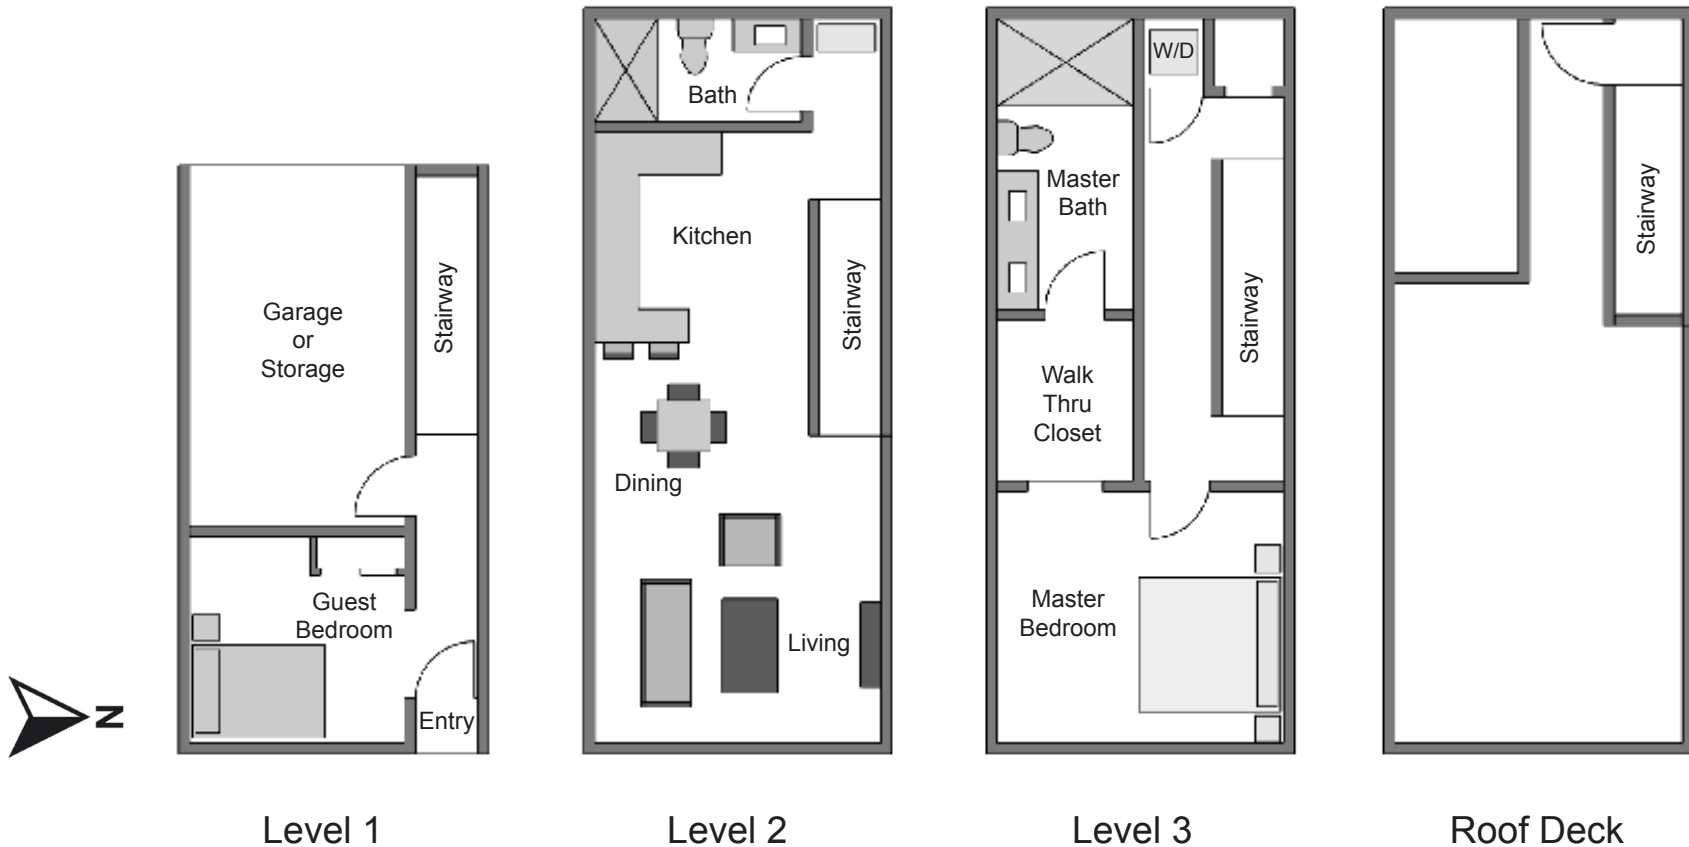 Garage
or
Storage
Stairway
Guest
Bedroom
Entry
N
Level 1
Bath
Kitchen
Stairway
Dining
Living
Level 2
W/D
Master
Bath
Stairway
Walk
Thru
Closet
Master
Bedroom
Level 3
Stairway
Roof Deck